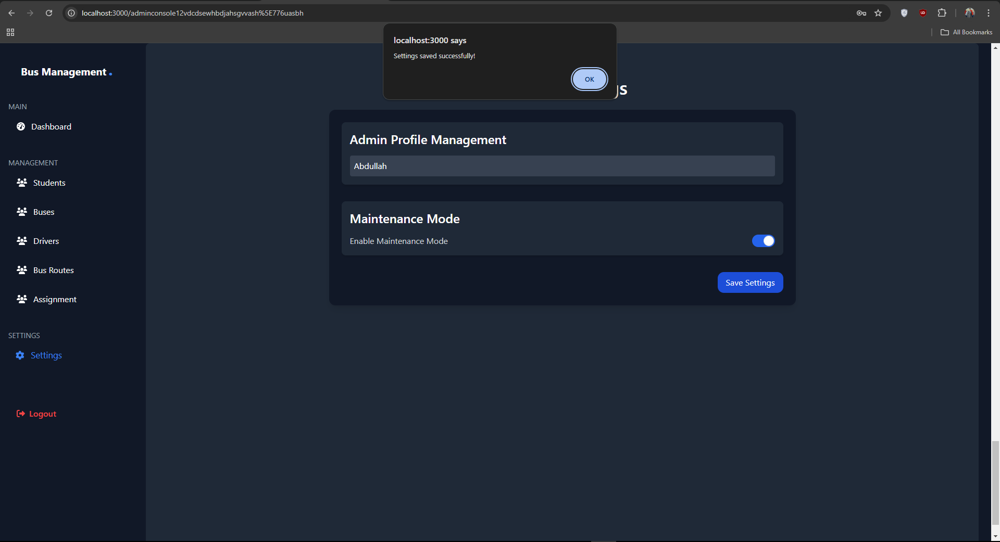 localhost:3000/adminconsole12vdcdsewhbdjahsgvvash%5E776uasbh
All Bookmarks
localhost:3000 says
Settings saved successfully!
OK
gs
Bus Management.
MAIN
Dashboard
MANAGEMENT
Students
Buses
Drivers
Bus Routes
Assignment
SETTINGS
Settings
Logout
Admin Profile Management
Abdullah
Maintenance Mode
Enable Maintenance Mode
Save Settings